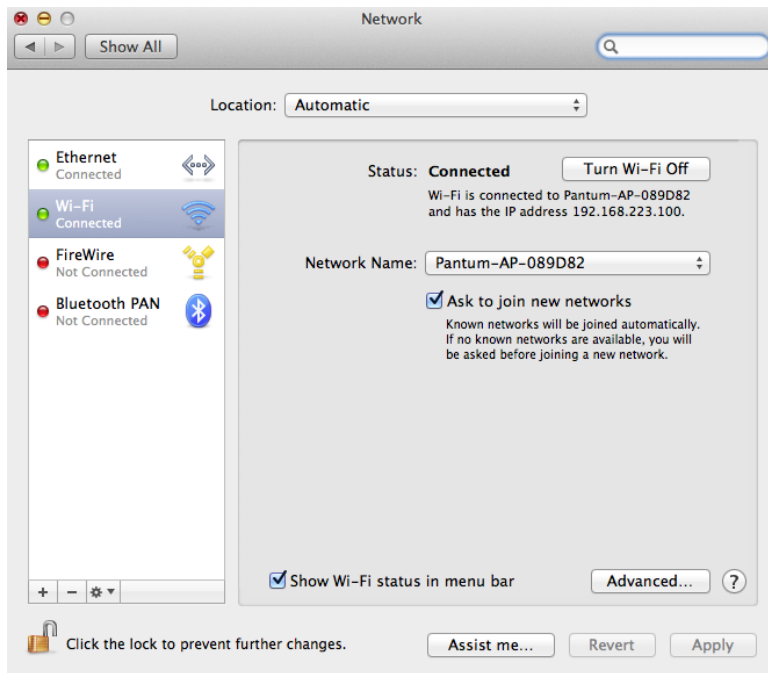 Network
Show All
Location: Automatic
Ethernet
Connected
Wi-Fi
Connected
FireWire
Not Connected
Bluetooth PAN
Not Connected
Status: Connected Turn Wi-Fi Off
Wi-Fi is connected to Pantum-AP-089D82
and has the IP address 192.168.223.100.
Network Name: Pantum-AP-089D82
Ask to join new networks
Known networks will be joined automatically.
If no known networks are available, you will
be asked before joining a new network.
Show Wi-Fi status in menu bar Advanced... ?
Click the lock to prevent further changes.
Assist me... Revert Apply